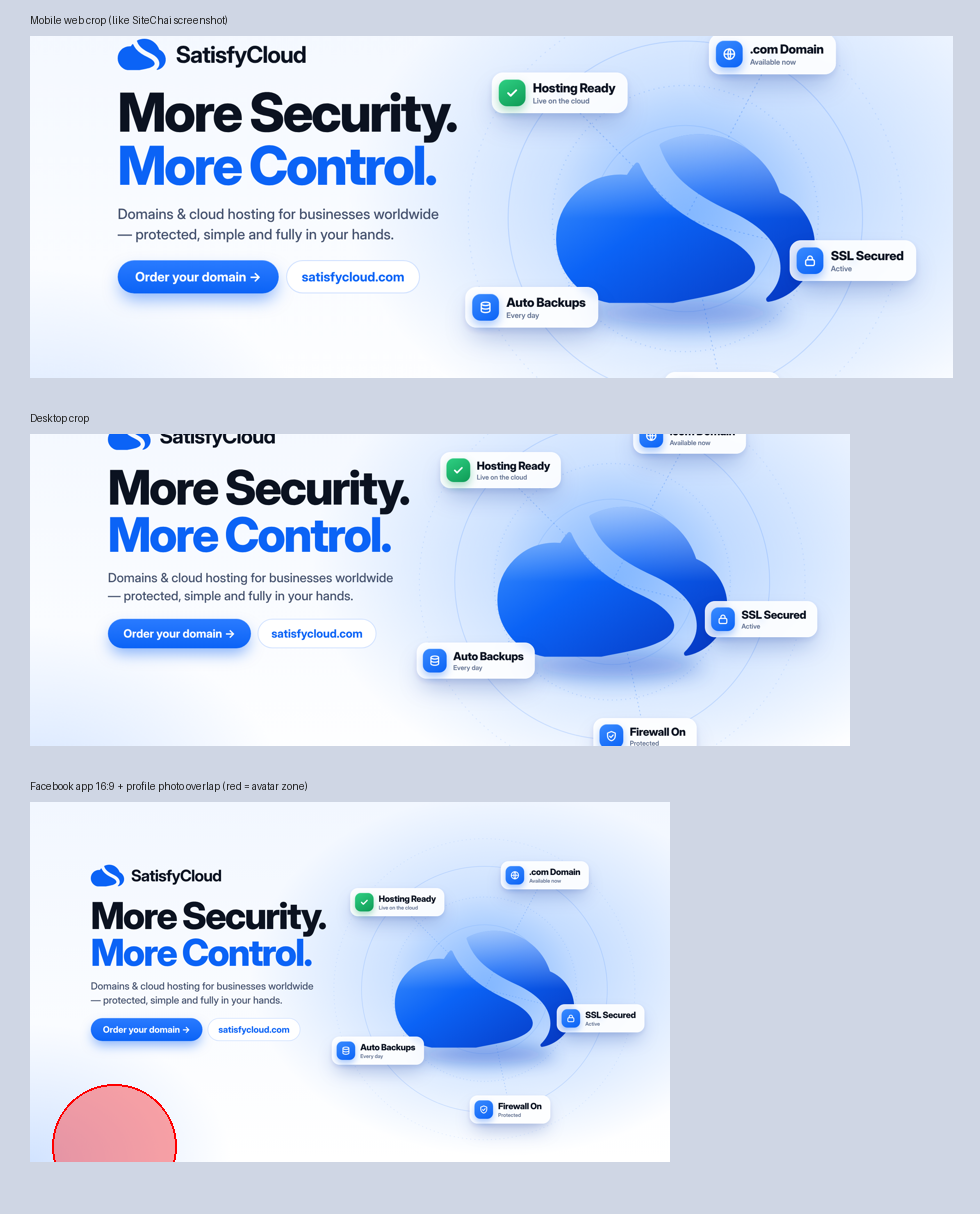 Mobile web crop (like SiteChai screenshot)
SatisfyCloud
More Security.
More Control.
Domains & cloud hosting for businesses worldwide
— protected, simple and fully in your hands.
Order your domain →
satisfycloud.com
Hosting Ready
Live on the cloud
.com Domain
Available now
SSL Secured
Active
Auto Backups
Every day
Desktop crop
SatisfyCloud
More Security.
More Control.
Domains & cloud hosting for businesses worldwide
— protected, simple and fully in your hands.
Order your domain →
satisfycloud.com
Hosting Ready
Live on the cloud
.com Domain
Available now
SSL Secured
Active
Auto Backups
Every day
Firewall On
Protected
Facebook app 16:9 + profile photo overlap (red = avatar zone)
SatisfyCloud
More Security.
More Control.
Domains & cloud hosting for businesses worldwide
— protected, simple and fully in your hands.
Order your domain →
satisfycloud.com
Hosting Ready
Live on the cloud
.com Domain
Available now
SSL Secured
Active
Auto Backups
Every day
Firewall On
Protected